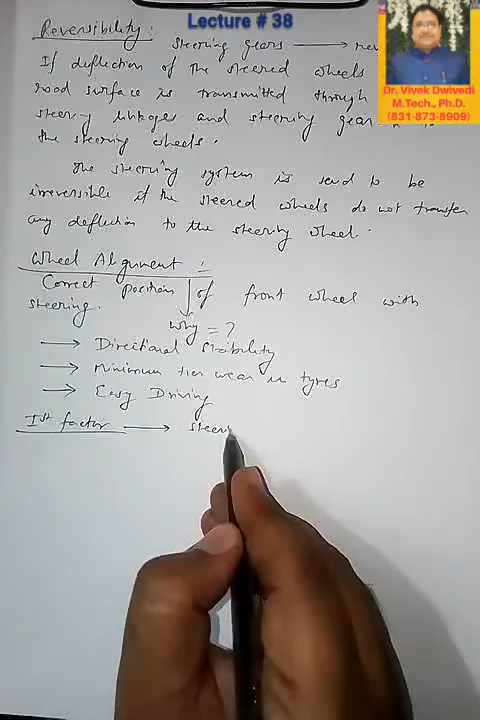 Lecture # 38
Reversibility : Steering gears → rev
If deflection of the steered wheels
road surface is transmitted through
steering linkages and steering gear
the steering wheels.
The steering system is said to be
irreversible if the steered wheels do not transfer
any deflection to the steering wheel.
Wheel Alignment :-
Correct position of front wheel with
steering.
Why = ?
→ Directional Stability
→ Minimum wear in tyres
→ Easy Driving
Ist factor → Steeri
Dr. Vivek Dwivedi
M.Tech., Ph.D.
(831-873-8909)